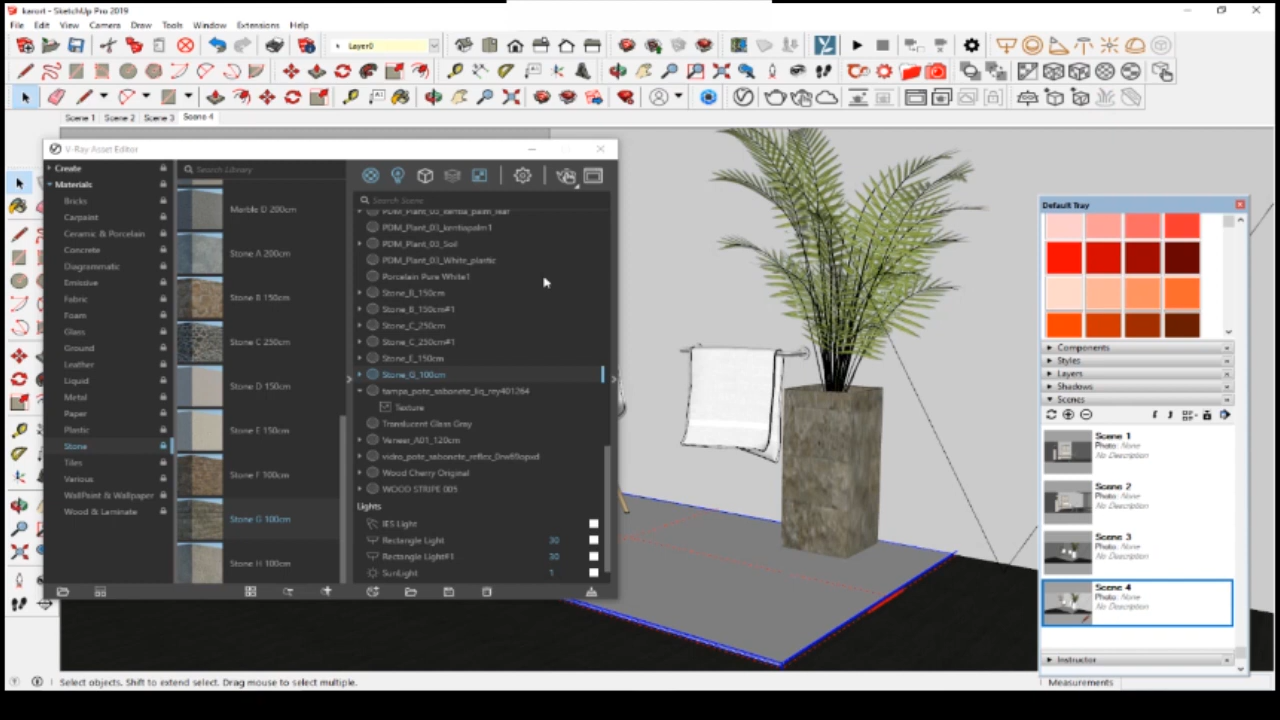 karort - SketchUp Pro 2019
File Edit View Camera Draw Tools Window Extensions Help
Layer0
Scene 1 Scene 2 Scene 3 Scene 4
V-Ray Asset Editor
Create
Materials
Bricks
Carpaint
Ceramic & Porcelain
Concrete
Diagrammatic
Emissive
Fabric
Foam
Glass
Ground
Leather
Liquid
Metal
Paper
Plastic
Stone
Tiles
Various
WallPaint & Wallpaper
Wood & Laminate
Search Library
Marble D 200cm
Stone A 200cm
Stone B 150cm
Stone C 250cm
Stone D 150cm
Stone E 150cm
Stone F 100cm
Stone G 100cm
Stone H 100cm
Search Scene
PDM_Plant_03_kentiapalm1
PDM_Plant_03_Soil
PDM_Plant_03_White_plastic
Porcelain Pure White1
Stone_B_150cm
Stone_B_150cm#1
Stone_C_250cm
Stone_C_250cm#1
Stone_E_150cm
Stone_G_100cm
tampa_pote_sabonete_liq_rey401264
Texture
Translucent Glass Gray
Veneer_A01_120cm
Wood Cherry Original
WOOD STRIPE 005
Lights
IES Light
Rectangle Light 30
Rectangle Light#1 30
SunLight 1
Default Tray
Components
Styles
Layers
Shadows
Scenes
Scene 1
Photo: None
No Description
Scene 2
Photo: None
No Description
Scene 3
Photo: None
No Description
Scene 4
Photo: None
No Description
Instructor
Select objects. Shift to extend select. Drag mouse to select multiple.
Measurements